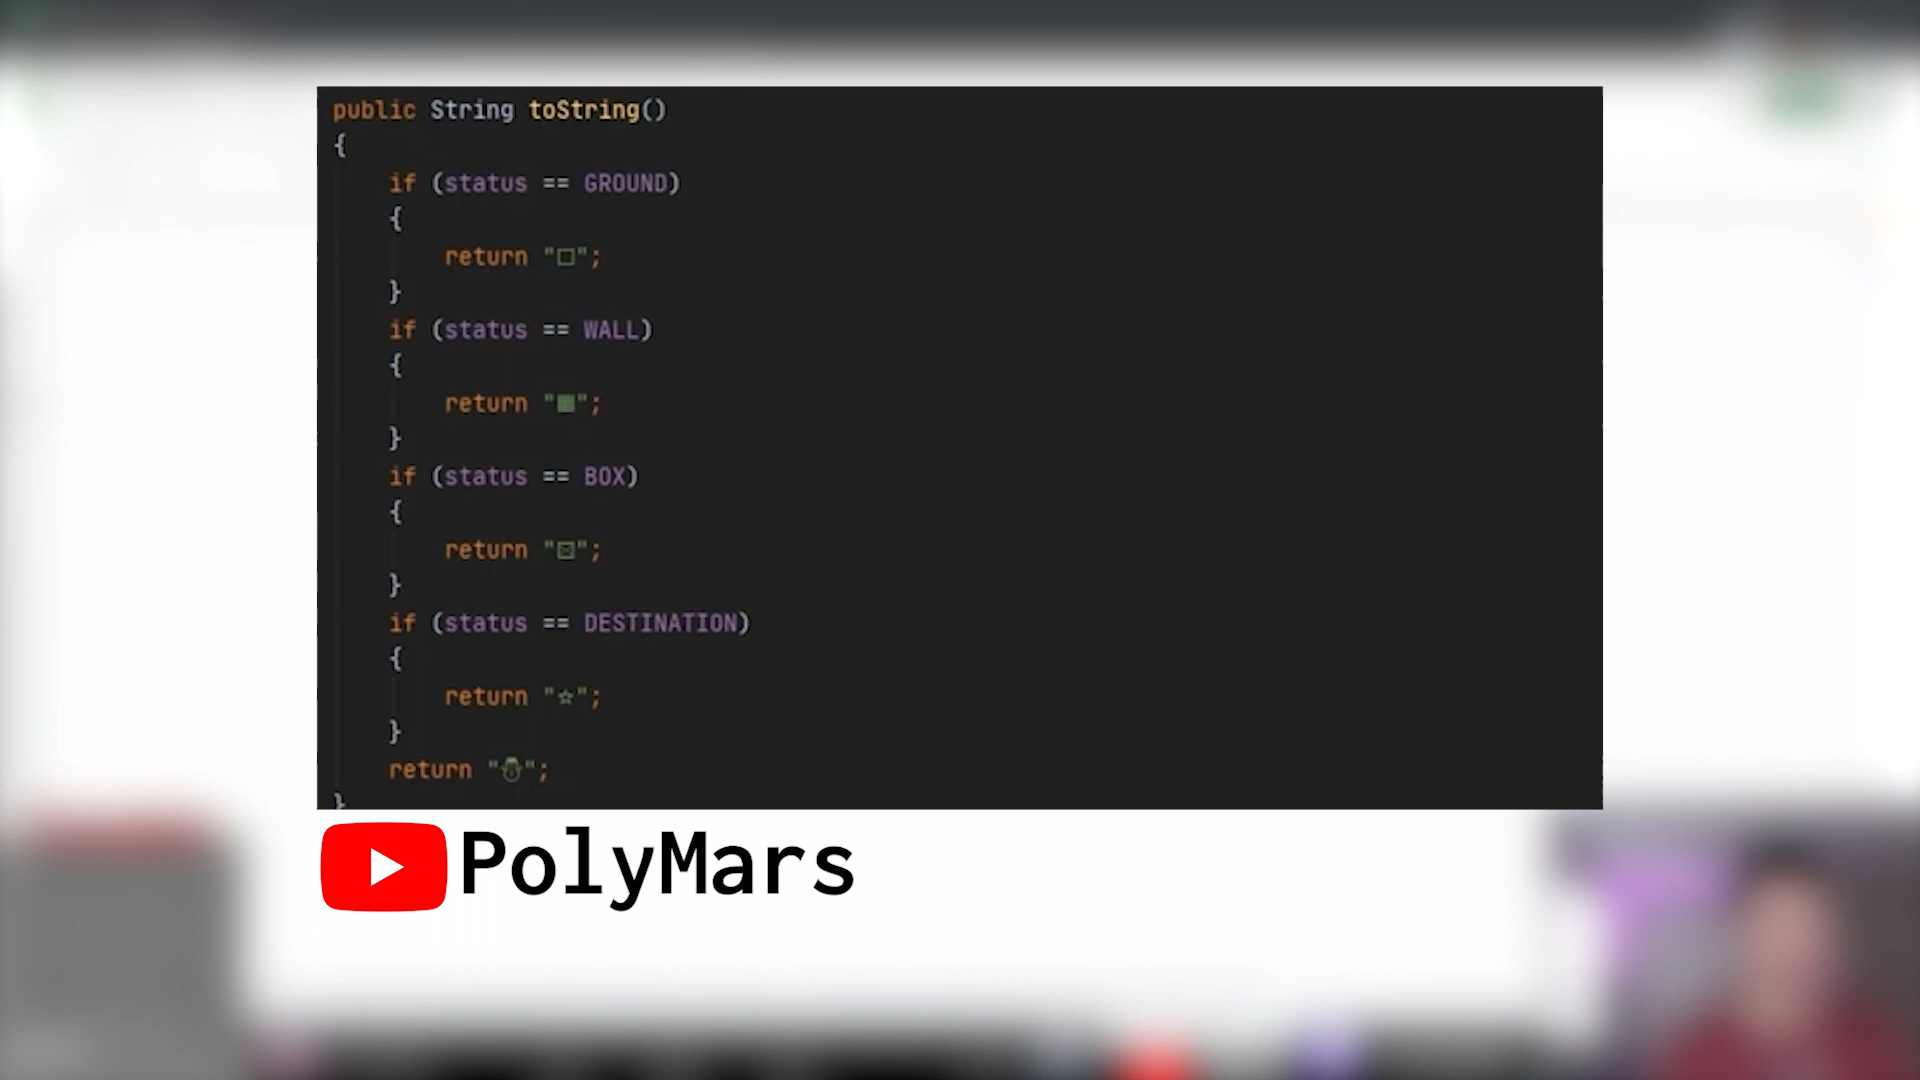 public String toString()
{
if (status == GROUND)
{
return "□";
}
if (status == WALL)
{
return "■";
}
if (status == BOX)
{
return "⊡";
}
if (status == DESTINATION)
{
return "☆";
}
return "⛄";
}
PolyMars